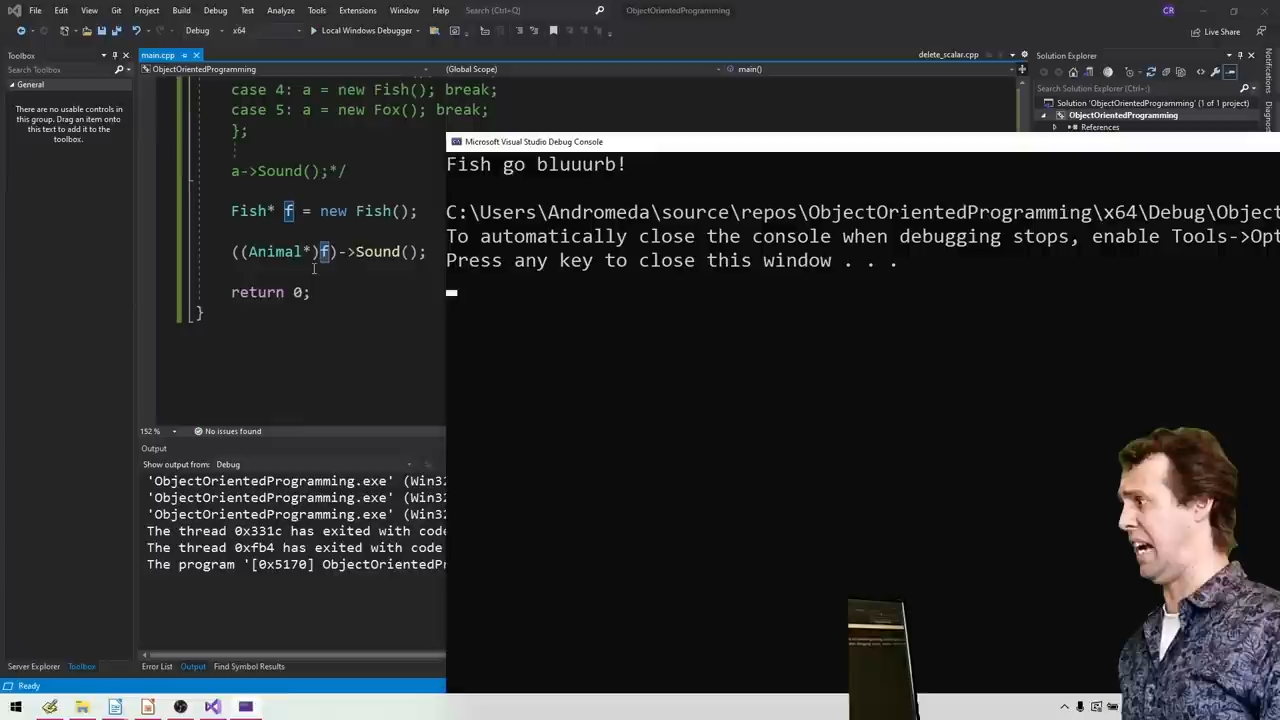 File Edit View Git Project Build Debug Test Analyze Tools Extensions Window Help Search (Ctrl+Q) ObjectOrientedProgramming CR
Debug x64 Local Windows Debugger Live Share
Toolbox
Search Toolbox
General
There are no usable controls in
this group. Drag an item onto
this text to add it to the
toolbox.
main.cpp delete_scalar.cpp
ObjectOrientedProgramming (Global Scope) main()
case 4: a = new Fish(); break;
case 5: a = new Fox(); break;
};
a->Sound();*/
Fish* f = new Fish();
((Animal*)f)->Sound();
return 0;
}
152 % No issues found
Solution Explorer
Search Solution Explorer (Ctrl+;)
Solution 'ObjectOrientedProgramming' (1 of 1 project)
ObjectOrientedProgramming
References
Notifications
Microsoft Visual Studio Debug Console
Fish go bluuurb!
C:\Users\Andromeda\source\repos\ObjectOrientedProgramming\x64\Debug\Object
To automatically close the console when debugging stops, enable Tools->Opt
Press any key to close this window . . .
Output
Show output from: Debug
'ObjectOrientedProgramming.exe' (Win32
'ObjectOrientedProgramming.exe' (Win32
'ObjectOrientedProgramming.exe' (Win32
The thread 0x331c has exited with code
The thread 0xfb4 has exited with code
The program '[0x5170] ObjectOrientedPr
Server Explorer Toolbox Error List Output Find Symbol Results
Ready